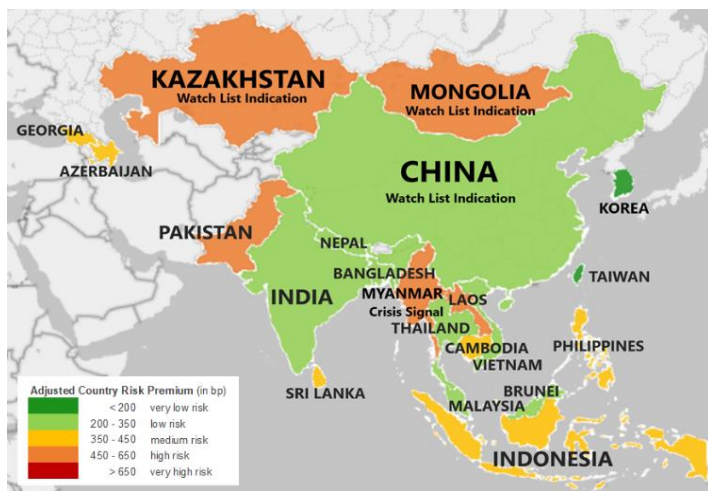 KAZAKHSTAN
Watch List Indication
MONGOLIA
Watch List Indication
GEORGIA
AZERBAIJAN
CHINA
Watch List Indication
KOREA
PAKISTAN
NEPAL
TAIWAN
BANGLADESH
INDIA
MYANMAR
LAOS
Crisis Signal
THAILAND
CAMBODIA
PHILIPPINES
VIETNAM
SRI LANKA
BRUNEI
MALAYSIA
INDONESIA
Adjusted Country Risk Premium (in bp)
< 200 very low risk
200 - 350 low risk
350 - 450 medium risk
450 - 650 high risk
> 650 very high risk